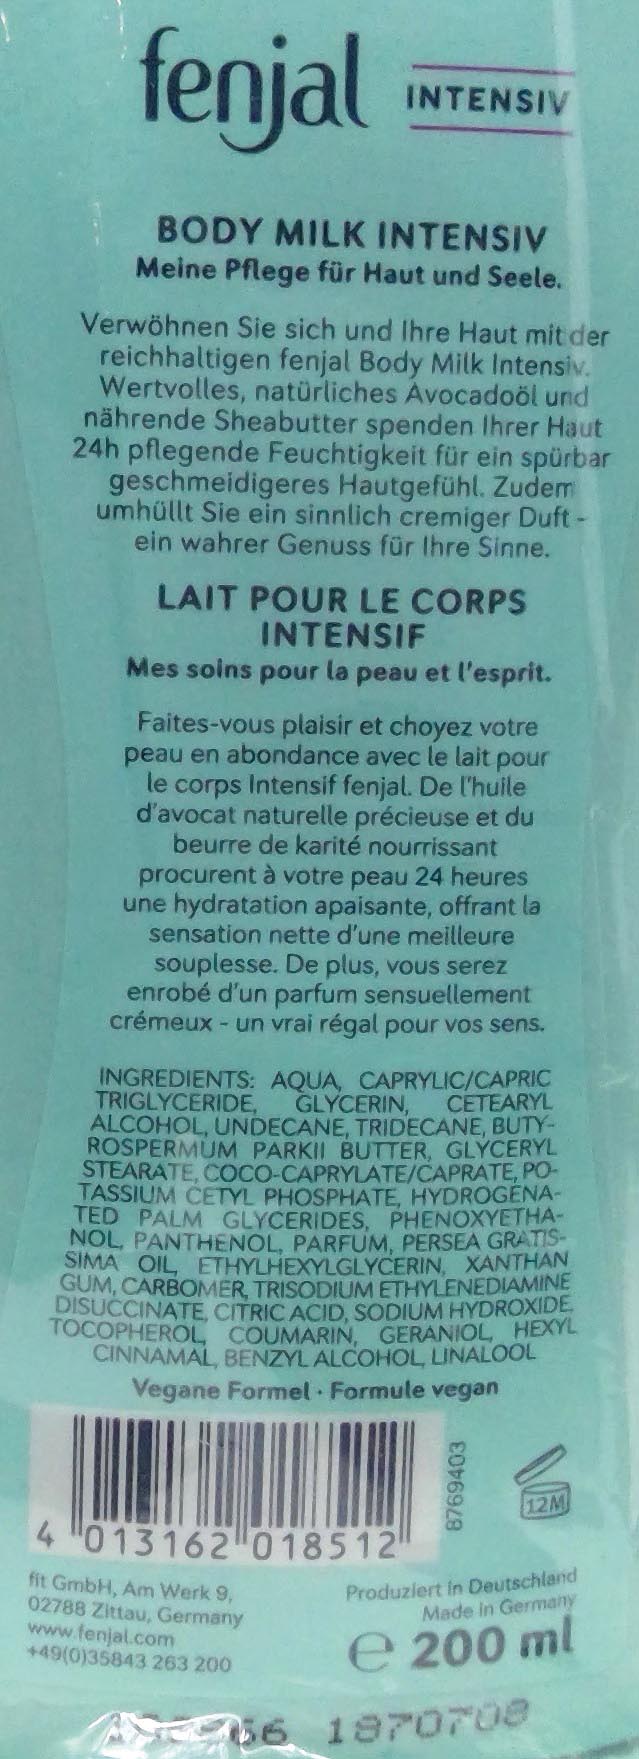 fenjal INTENSIV
BODY MILK INTENSIV
Meine Pflege für Haut und Seele.
Verwöhnen Sie sich und Ihre Haut mit der
reichhaltigen fenjal Body Milk Intensiv.
Wertvolles, natürliches Avocadoöl und
nährende Sheabutter spenden Ihrer Haut
24h pflegende Feuchtigkeit für ein spürbar
geschmeidigeres Hautgefühl. Zudem
umhüllt Sie ein sinnlich cremiger Duft -
ein wahrer Genuss für Ihre Sinne.
LAIT POUR LE CORPS
INTENSIF
Mes soins pour la peau et l'esprit.
Faites-vous plaisir et choyez votre
peau en abondance avec le lait pour
le corps Intensif fenjal. De l'huile
d'avocat naturelle précieuse et du
beurre de karité nourrissant
procurent à votre peau 24 heures
une hydratation apaisante, offrant la
sensation nette d'une meilleure
souplesse. De plus, vous serez
enrobé d'un parfum sensuellement
crémeux - un vrai régal pour vos sens.
INGREDIENTS: AQUA, CAPRYLIC/CAPRIC
TRIGLYCERIDE, GLYCERIN, CETEARYL
ALCOHOL, UNDECANE, TRIDECANE, BUTY-
ROSPERMUM PARKII BUTTER, GLYCERYL
STEARATE, COCO-CAPRYLATE/CAPRATE, PO-
TASSIUM CETYL PHOSPHATE, HYDROGENA-
TED PALM GLYCERIDES, PHENOXYETHA-
NOL, PANTHENOL, PARFUM, PERSEA GRATIS-
SIMA OIL, ETHYLHEXYLGLYCERIN, XANTHAN
GUM, CARBOMER, TRISODIUM ETHYLENEDIAMINE
DISUCCINATE, CITRIC ACID, SODIUM HYDROXIDE,
TOCOPHEROL, COUMARIN, GERANIOL, HEXYL
CINNAMAL, BENZYL ALCOHOL, LINALOOL
Vegane Formel · Formule vegan
8769403
12M
4 013162 018512
fit GmbH, Am Werk 9,
02788 Zittau, Germany
www.fenjal.com
+49(0)35843 263 200
Produziert in Deutschland
Made in Germany
e 200 ml
1870708